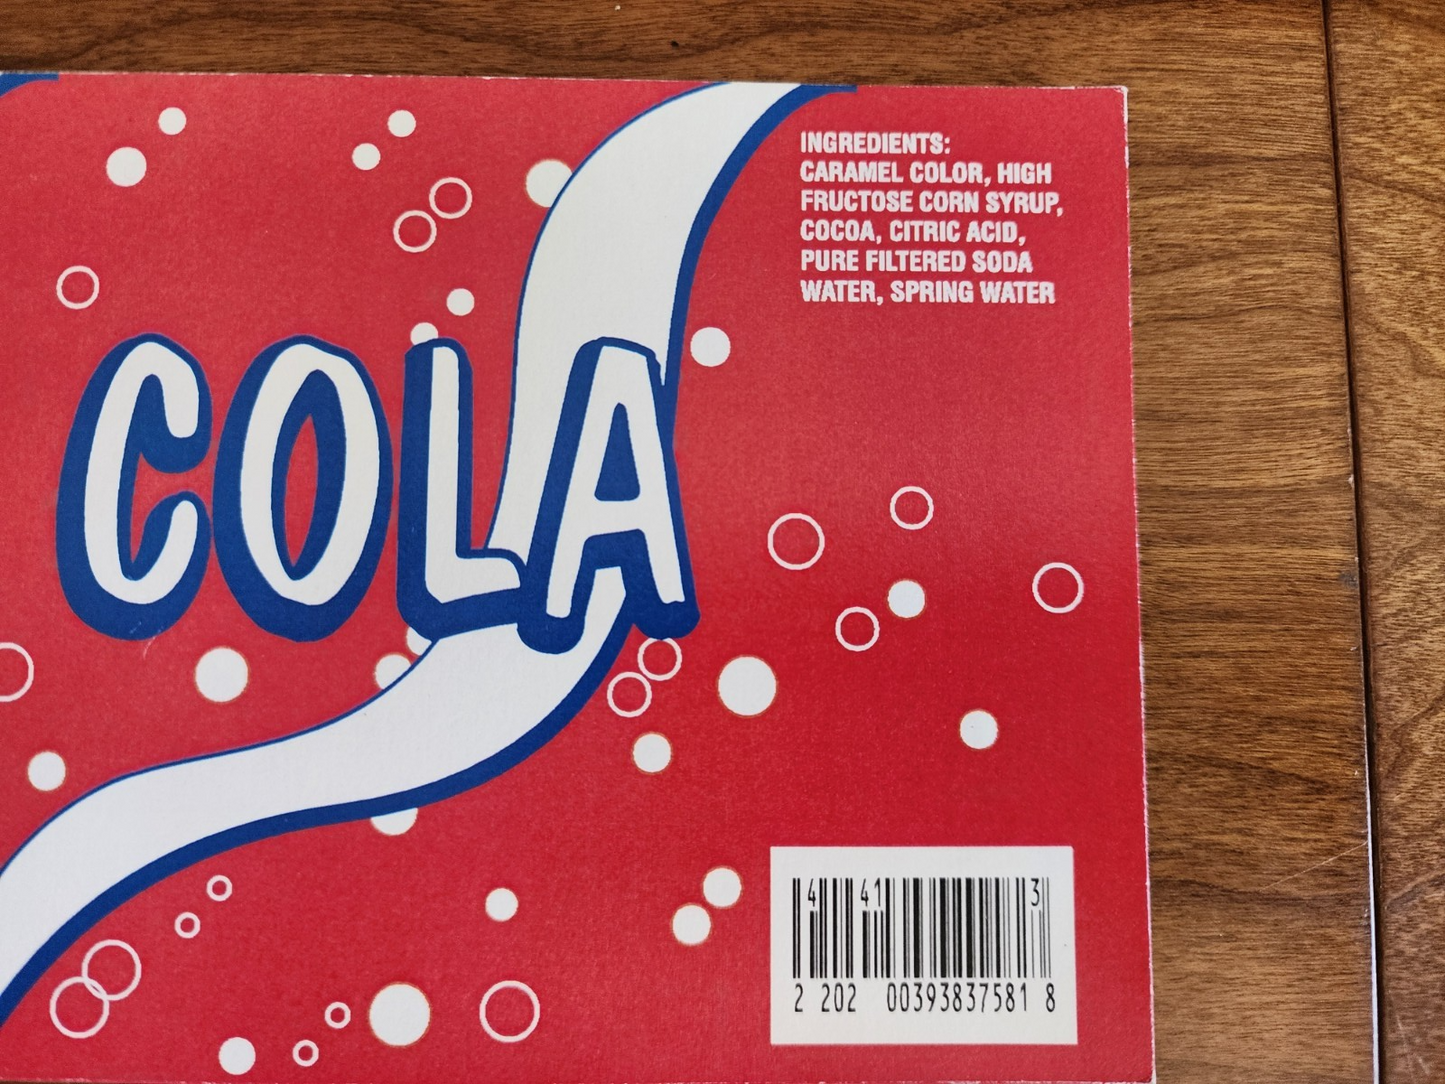 COLA
INGREDIENTS:
CARAMEL COLOR, HIGH
FRUCTOSE CORN SYRUP,
COCOA, CITRIC ACID,
PURE FILTERED SODA
WATER, SPRING WATER
4 41 3
2 202 00393837581 8